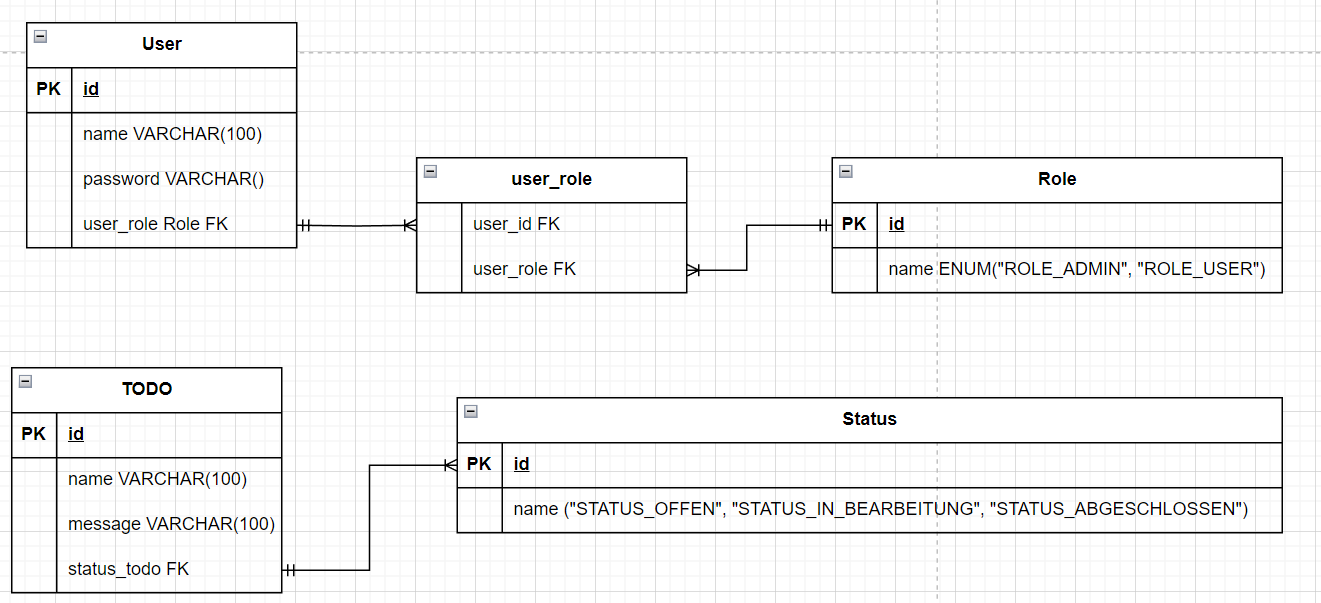 User
PK id
name VARCHAR(100)
password VARCHAR()
user_role Role FK
user_role
user_id FK
user_role FK
Role
PK id
name ENUM("ROLE_ADMIN", "ROLE_USER")
TODO
PK id
name VARCHAR(100)
message VARCHAR(100)
status_todo FK
Status
PK id
name ("STATUS_OFFEN", "STATUS_IN_BEARBEITUNG", "STATUS_ABGESCHLOSSEN")